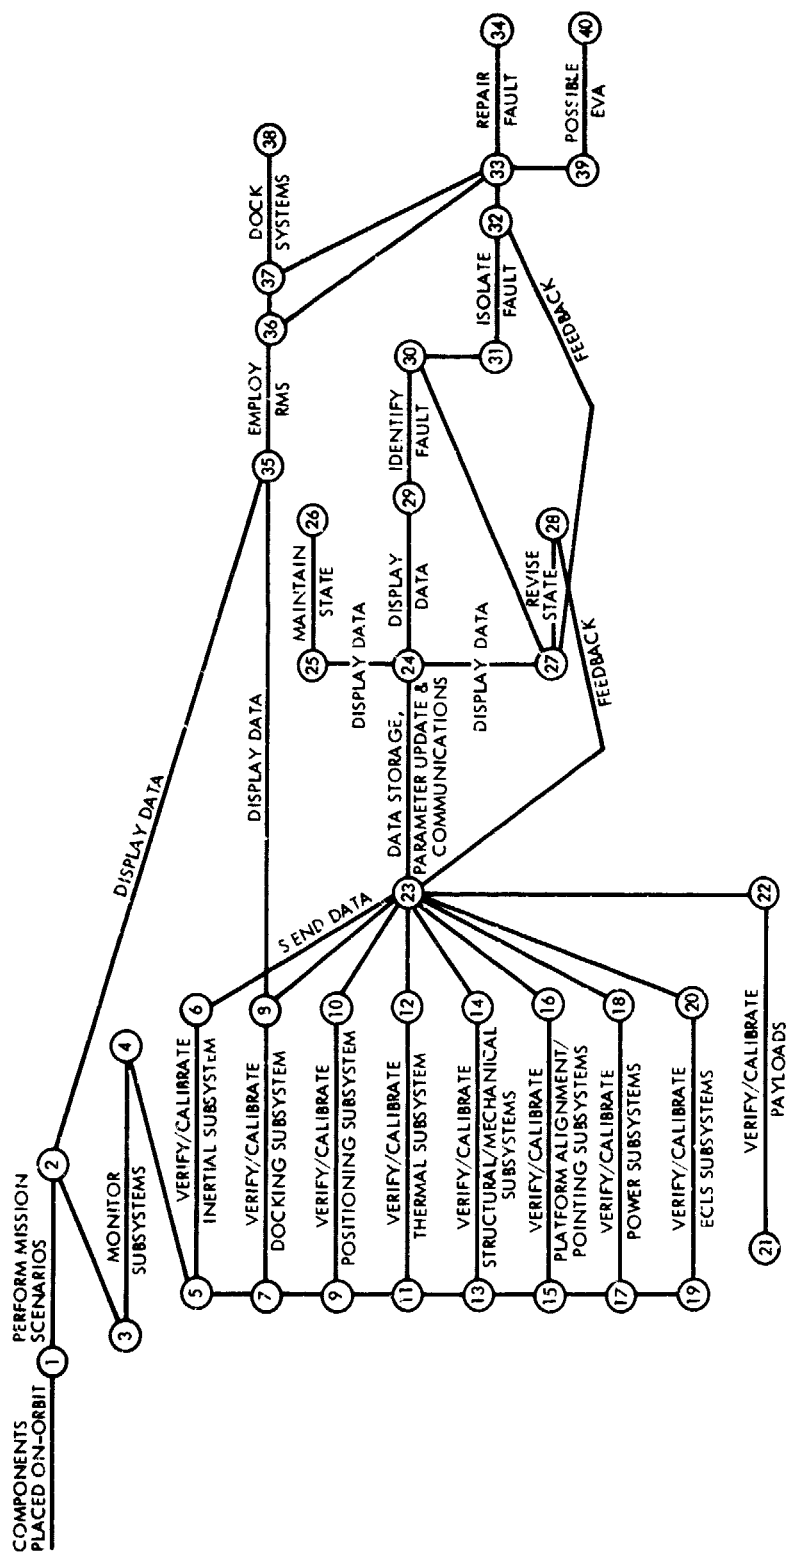 COMPONENTS
PLACED ON-ORBIT
1
PERFORM MISSION
SCENARIOS
2
DISPLAY DATA
3
MONITOR
SUBSYSTEMS
4
5
VERIFY/CALIBRATE
INERTIAL SUBSYSTEM
6
7
VERIFY/CALIBRATE
DOCKING SUBSYSTEM
9
DISPLAY DATA
35
EMPLOY
RMS
36
37
DOCK
SYSTEMS
38
9
VERIFY/CALIBRATE
POSITIONING SUBSYSTEM
10
11
VERIFY/CALIBRATE
THERMAL SUBSYSTEM
12
13
VERIFY/CALIBRATE
STRUCTURAL/MECHANICAL
SUBSYSTEMS
14
15
VERIFY/CALIBRATE
PLATFORM ALIGNMENT/
POINTING SUBSYSTEMS
16
17
VERIFY/CALIBRATE
POWER SUBSYSTEMS
18
19
VERIFY/CALIBRATE
ECLS SUBSYSTEMS
20
21
VERIFY/CALIBRATE
PAYLOADS
22
SEND DATA
23
DATA STORAGE,
PARAMETER UPDATE &
COMMUNICATIONS
24
DISPLAY DATA
25
MAINTAIN
STATE
26
DISPLAY
DATA
29
IDENTIFY
FAULT
30
DISPLAY DATA
27
REVISE
STATE
28
FEEDBACK
31
ISOLATE
FAULT
32
FEEDBACK
33
REPAIR
FAULT
34
39
POSSIBLE
EVA
40